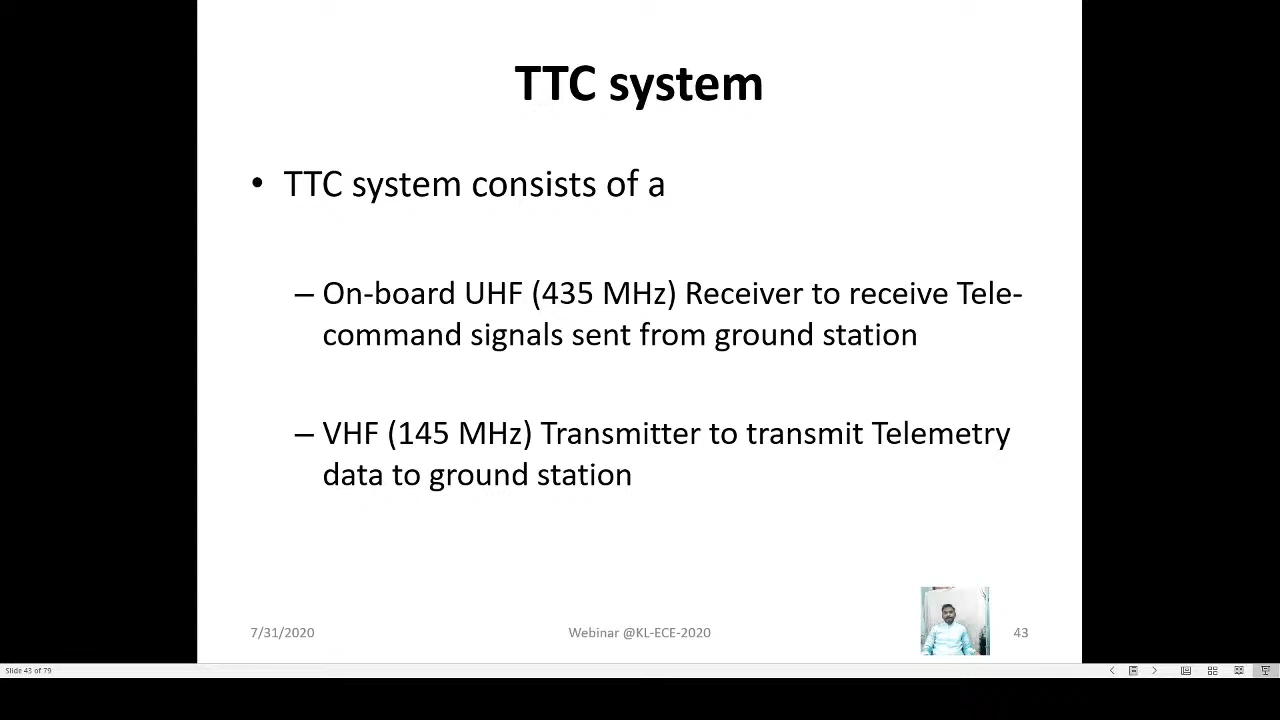 TTC system
• TTC system consists of a
– On-board UHF (435 MHz) Receiver to receive Tele-
command signals sent from ground station
– VHF (145 MHz) Transmitter to transmit Telemetry
data to ground station
7/31/2020
Webinar @KL-ECE-2020
43
Slide 43 of 79